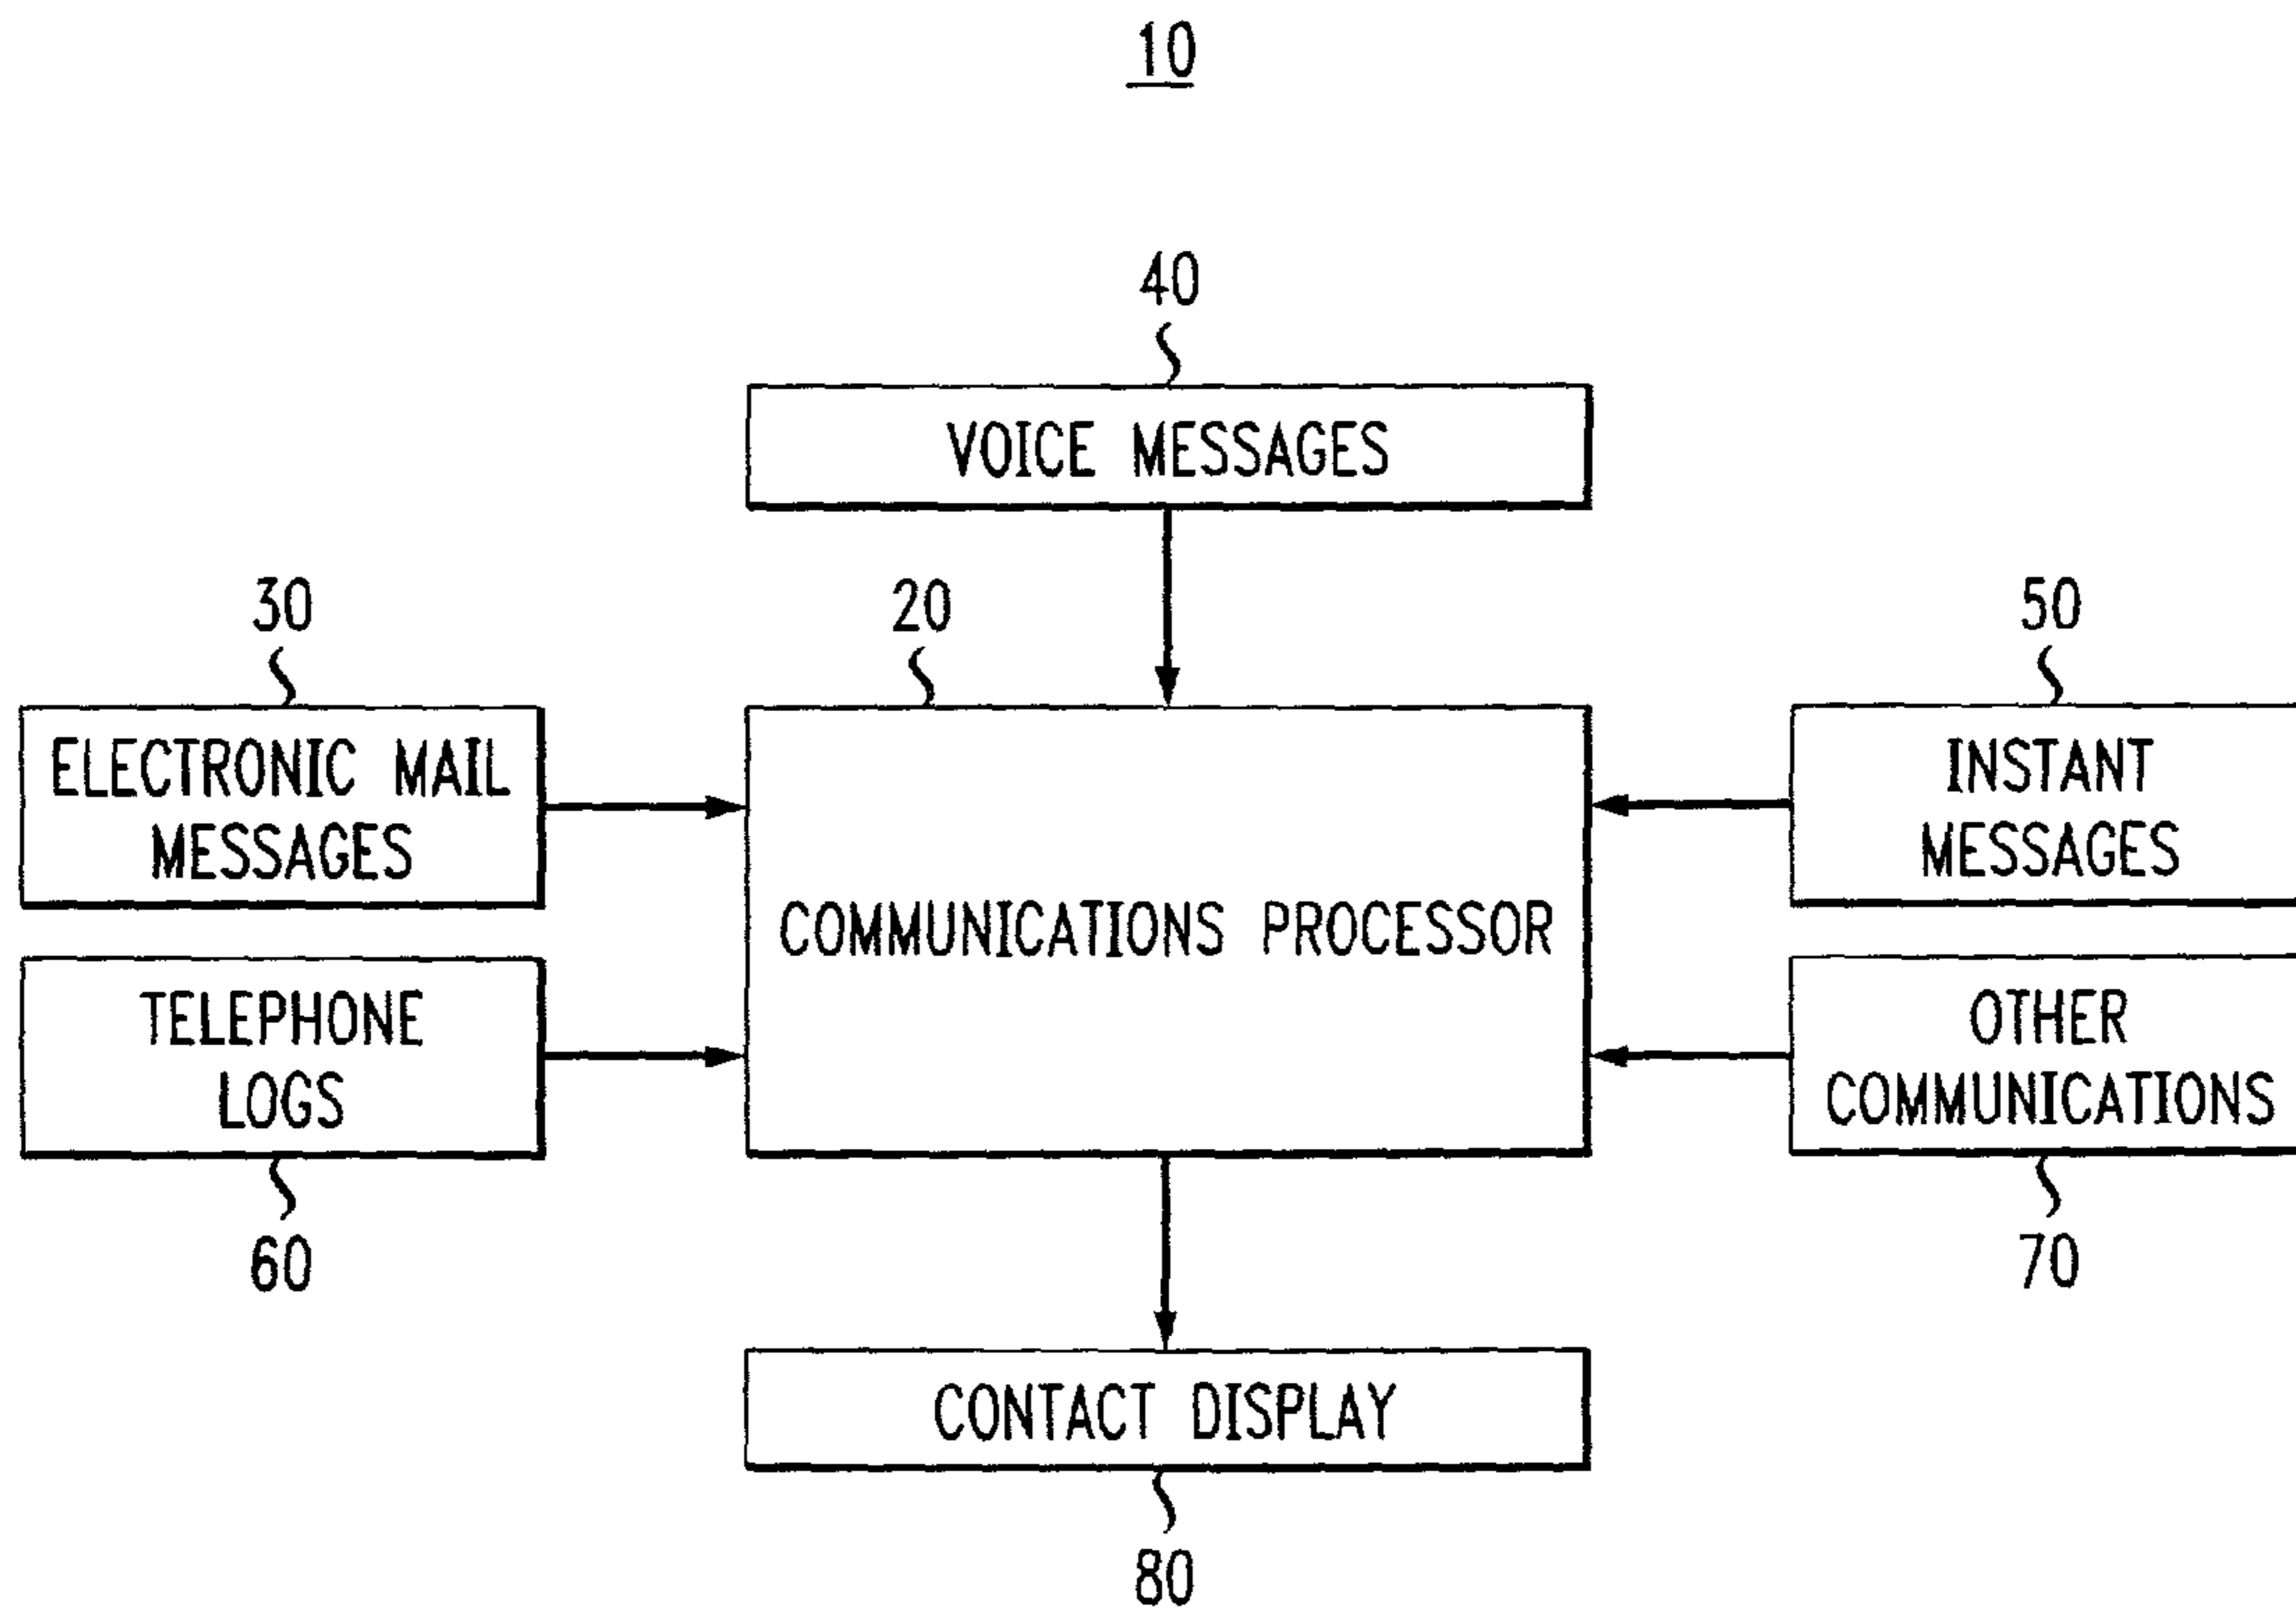 10
40
VOICE MESSAGES
30
20
50
ELECTRONIC MAIL
MESSAGES
INSTANT
MESSAGES
COMMUNICATIONS PROCESSOR
TELEPHONE
LOGS
OTHER
COMMUNICATIONS
60
70
CONTACT DISPLAY
80